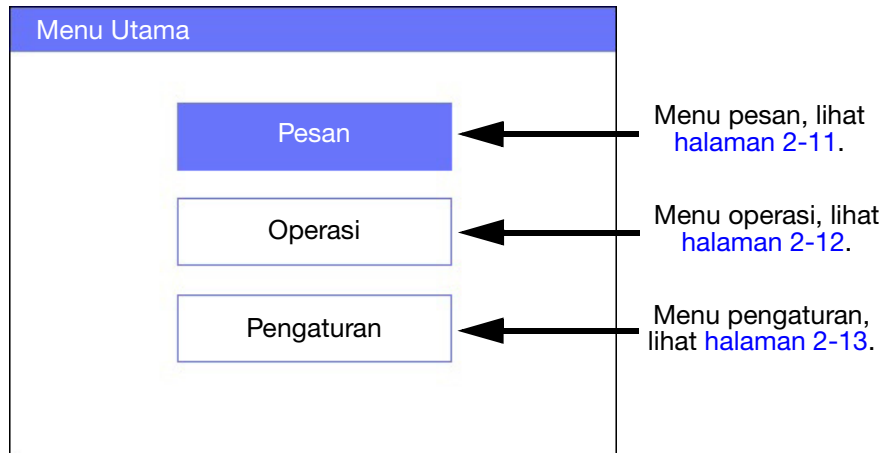 Menu Utama
Pesan
Menu pesan, lihat
halaman 2-11.
Operasi
Menu operasi, lihat
halaman 2-12.
Pengaturan
Menu pengaturan,
lihat halaman 2-13.